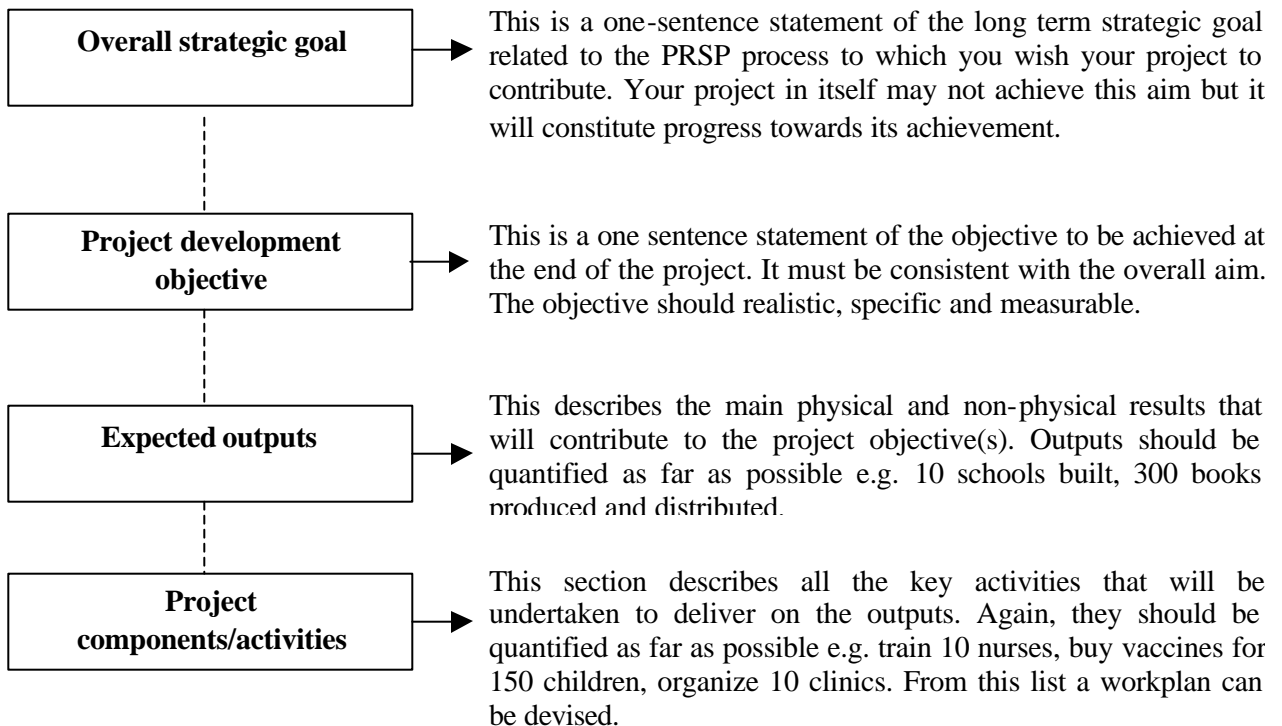 Overall strategic goal
This is a one-sentence statement of the long term strategic goal
related to the PRSP process to which you wish your project to
contribute. Your project in itself may not achieve this aim but it
will constitute progress towards its achievement.
Project development
objective
This is a one sentence statement of the objective to be achieved at
the end of the project. It must be consistent with the overall aim.
The objective should realistic, specific and measurable.
Expected outputs
This describes the main physical and non-physical results that
will contribute to the project objective(s). Outputs should be
quantified as far as possible e.g. 10 schools built, 300 books
produced and distributed.
Project
components/activities
This section describes all the key activities that will be
undertaken to deliver on the outputs. Again, they should be
quantified as far as possible e.g. train 10 nurses, buy vaccines for
150 children, organize 10 clinics. From this list a workplan can
be devised.